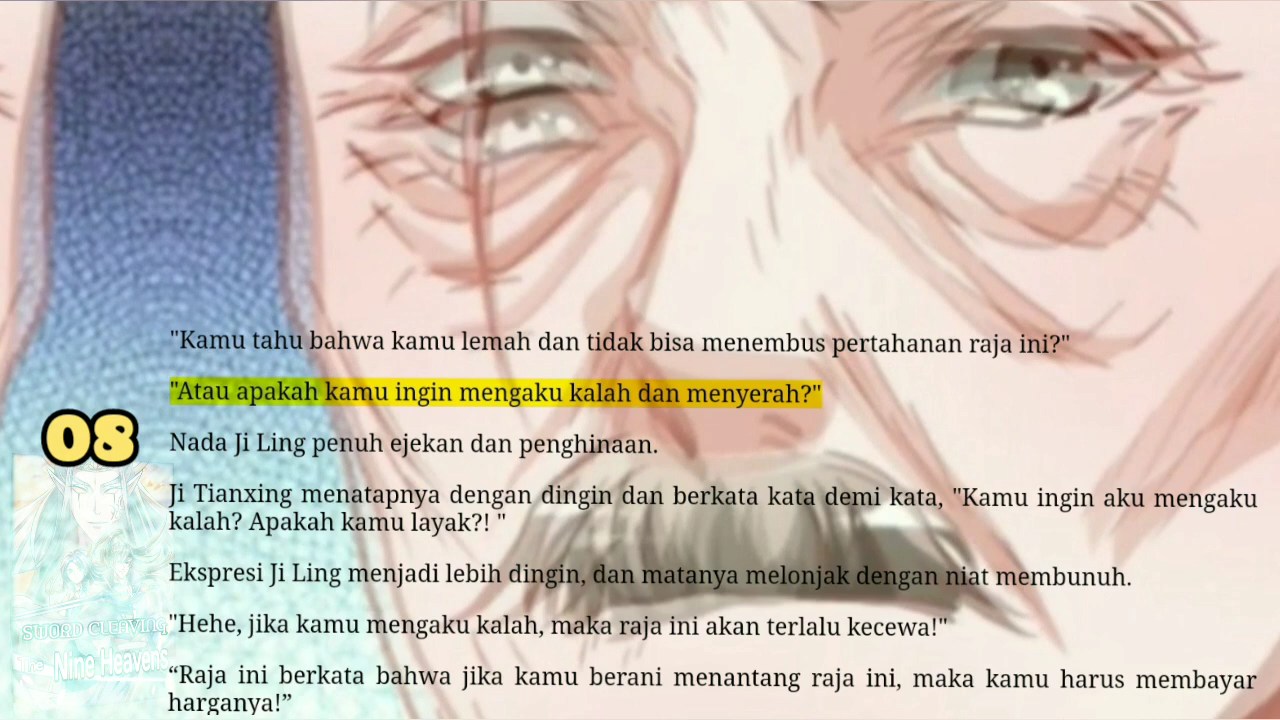 "Kamu tahu bahwa kamu lemah dan tidak bisa menembus pertahanan raja ini?"
"Atau apakah kamu ingin mengaku kalah dan menyerah?"
08
Nada Ji Ling penuh ejekan dan penghinaan.
Ji Tianxing menatapnya dengan dingin dan berkata kata demi kata, "Kamu ingin aku mengaku
kalah? Apakah kamu layak?! "
Ekspresi Ji Ling menjadi lebih dingin, dan matanya melonjak dengan niat membunuh.
"Hehe, jika kamu mengaku kalah, maka raja ini akan terlalu kecewa!"
“Raja ini berkata bahwa jika kamu berani menantang raja ini, maka kamu harus membayar
harganya!”
SWORD CLEAVING
The Nine Heavens